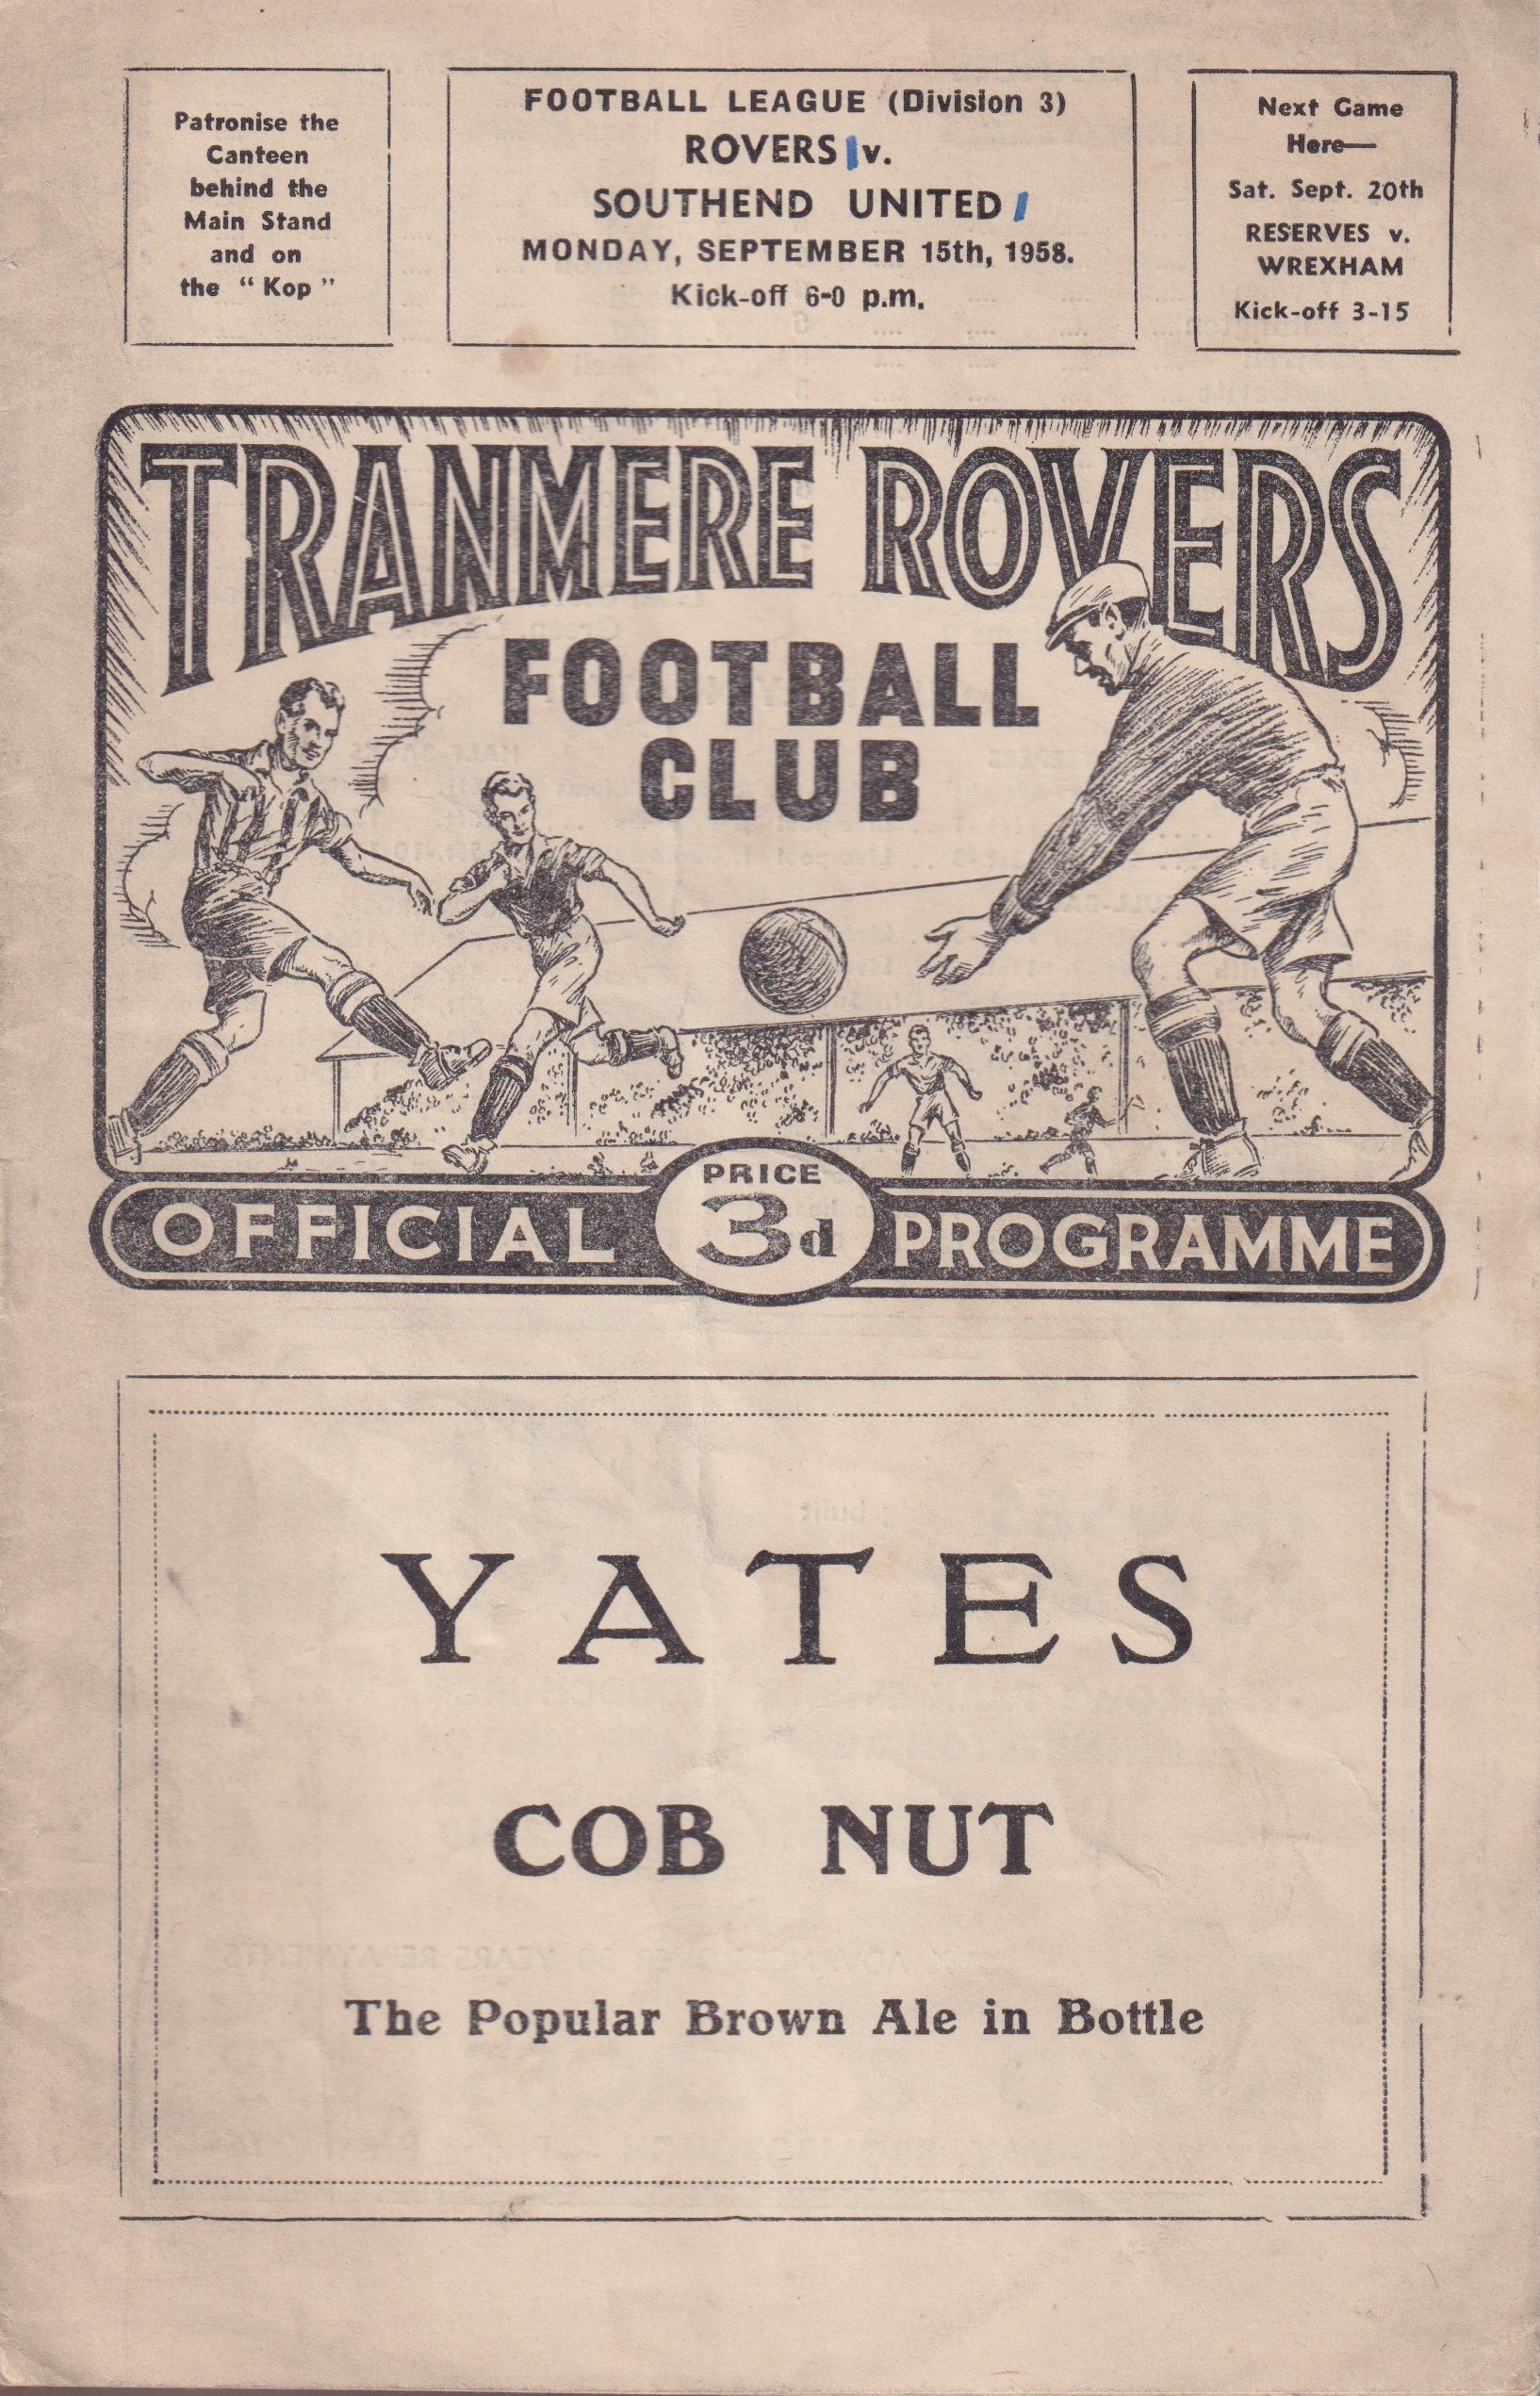 Patronise the
Canteen
behind the
Main Stand
and on
the " Kop "
FOOTBALL LEAGUE (Division 3)
ROVERS 1 v.
SOUTHEND UNITED 1
MONDAY, SEPTEMBER 15th, 1958.
Kick-off 6-0 p.m.
Next Game
Here—
Sat. Sept. 20th
RESERVES v.
WREXHAM
Kick-off 3-15
TRANMERE ROVERS
FOOTBALL
CLUB
PRICE
OFFICIAL 3d PROGRAMME
YATES
COB NUT
The Popular Brown Ale in Bottle